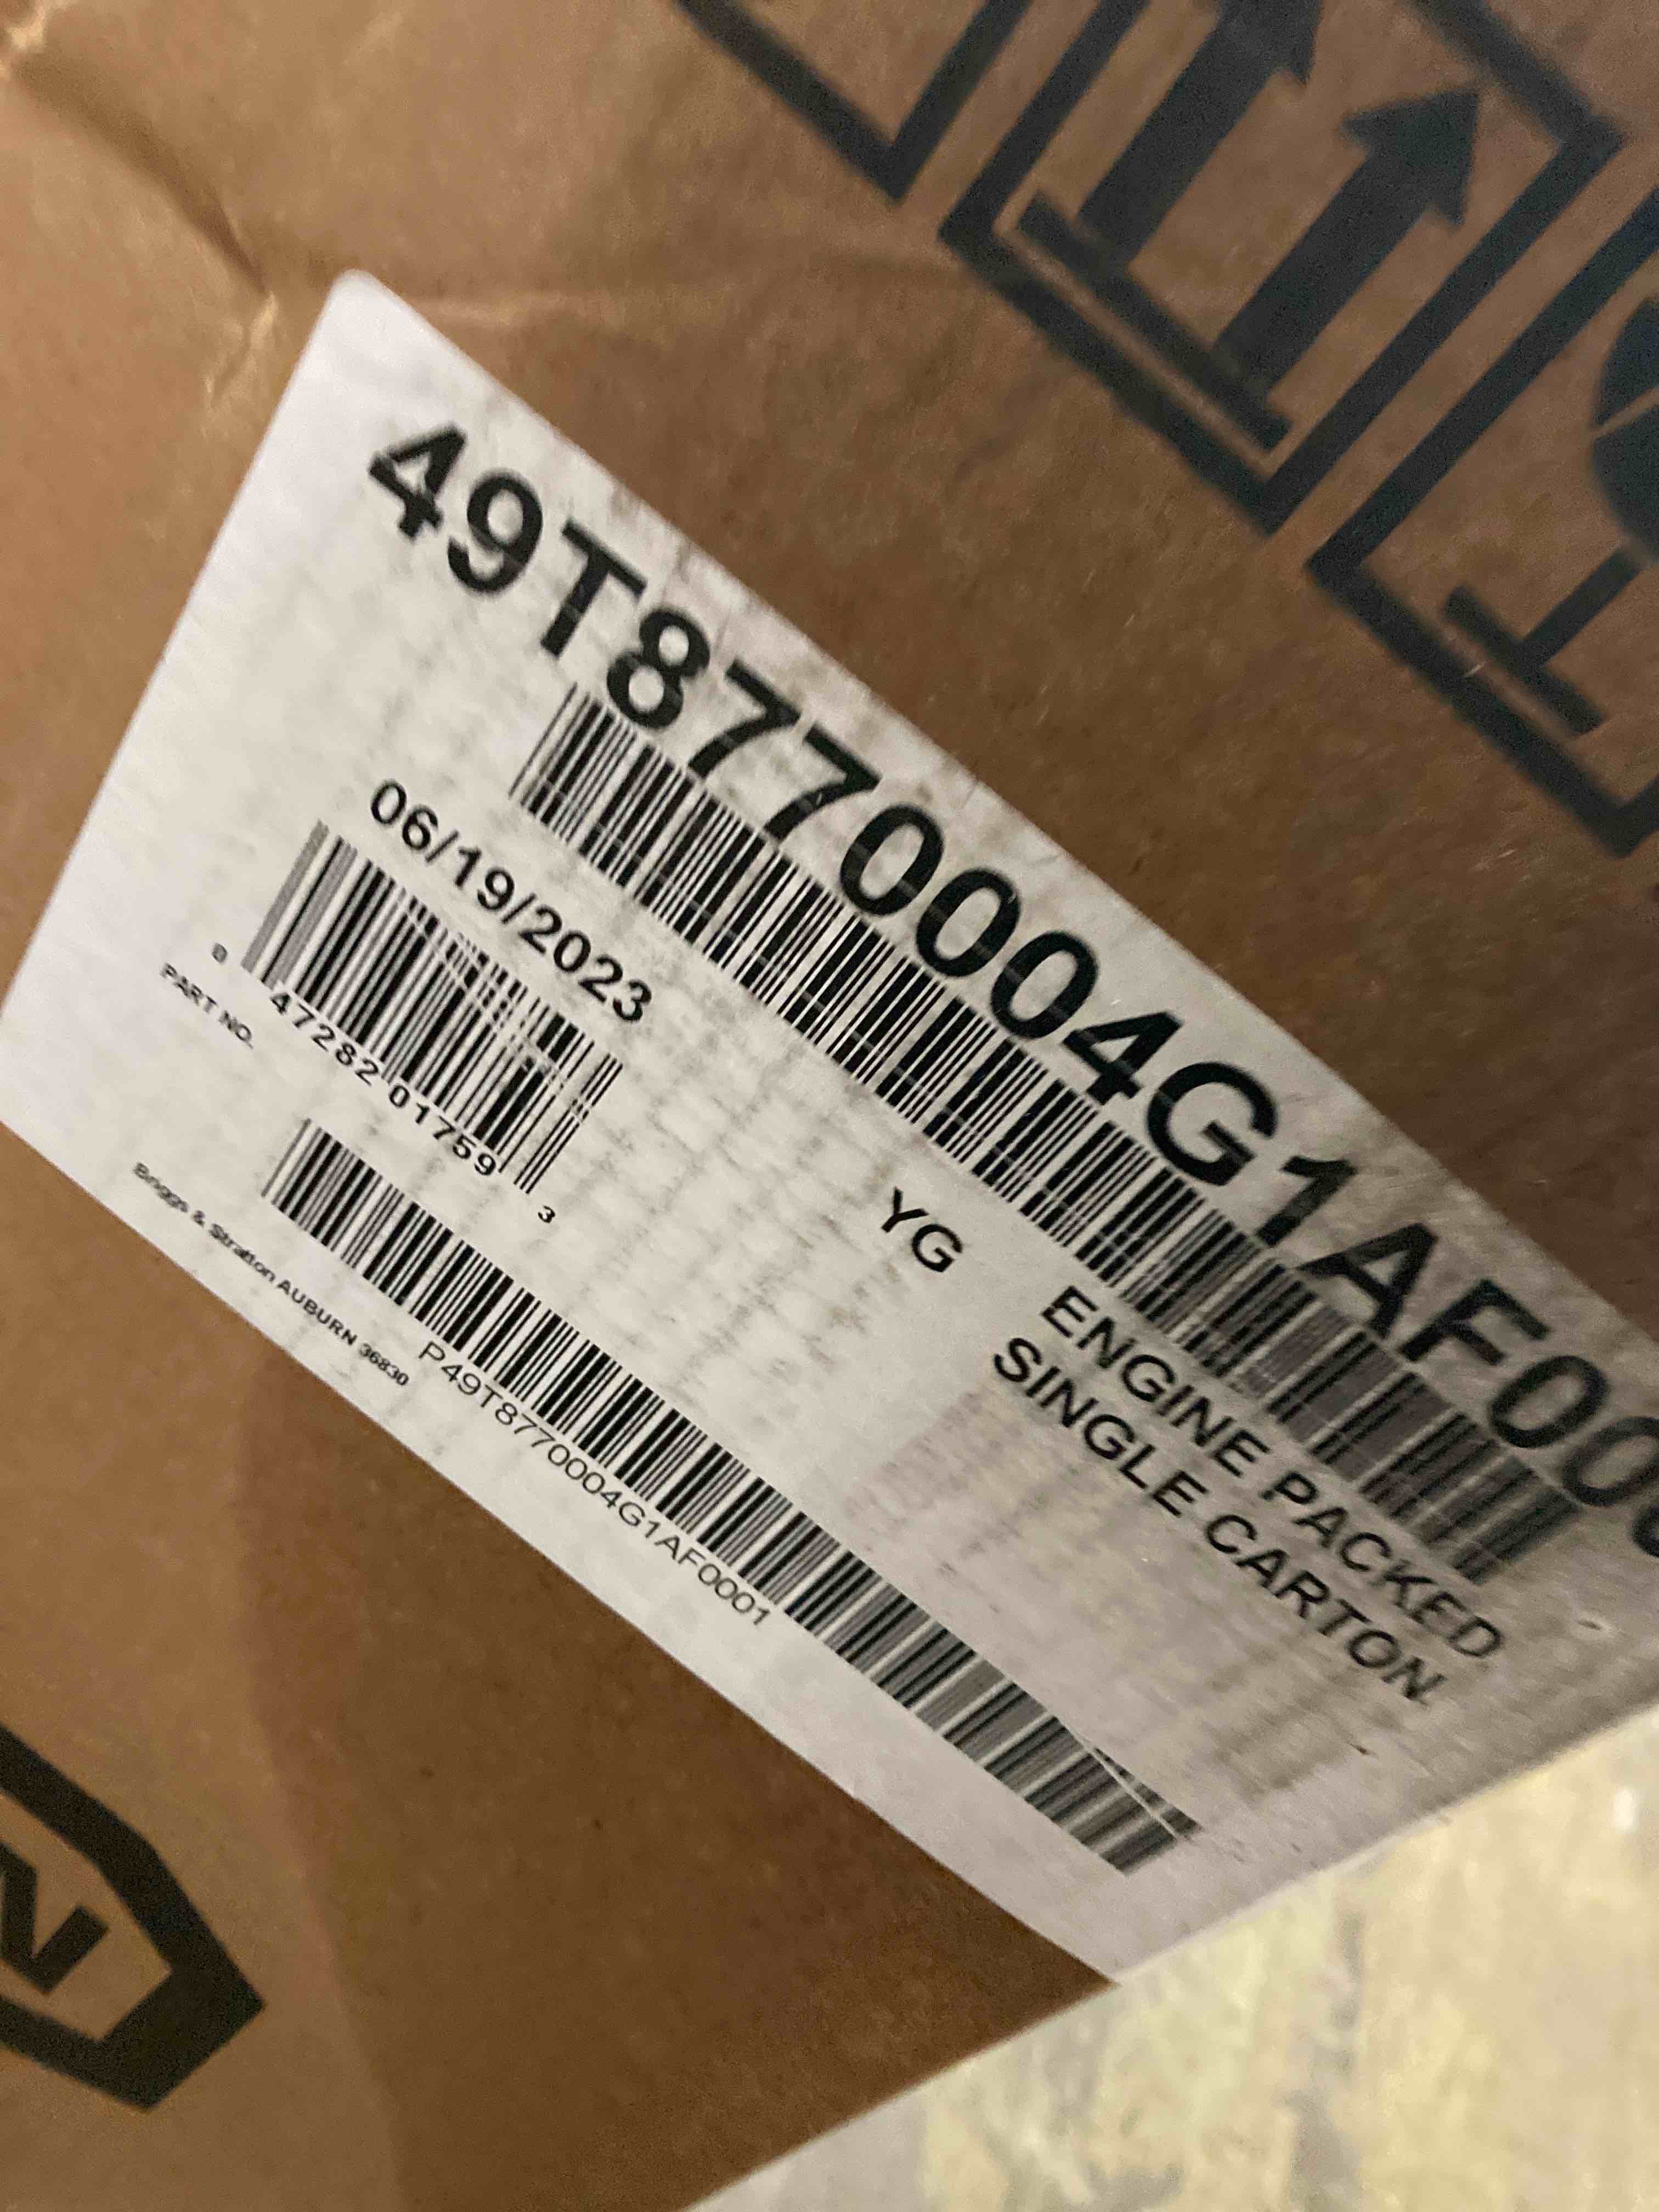 49T8770004G1AF00
06/19/2023
0 47282 01759 3
YG
ENGINE PACKED
SINGLE CARTON
PART NO.
P49T8770004G1AF0001
Briggs & Stratton AUBURN 36830
N